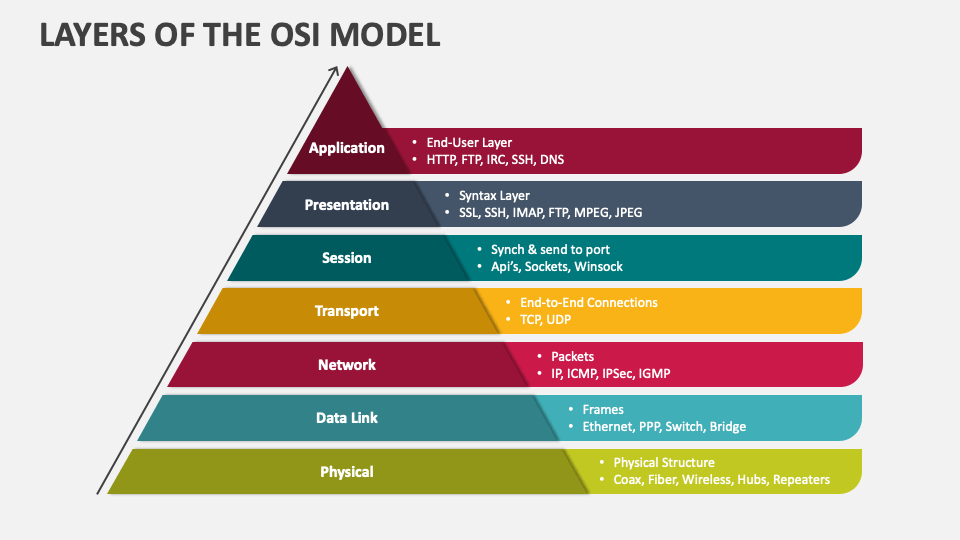 LAYERS OF THE OSI MODEL
Application
• End-User Layer
• HTTP, FTP, IRC, SSH, DNS
Presentation
• Syntax Layer
• SSL, SSH, IMAP, FTP, MPEG, JPEG
Session
• Synch & send to port
• Api's, Sockets, Winsock
Transport
• End-to-End Connections
• TCP, UDP
Network
• Packets
• IP, ICMP, IPSec, IGMP
Data Link
• Frames
• Ethernet, PPP, Switch, Bridge
Physical
• Physical Structure
• Coax, Fiber, Wireless, Hubs, Repeaters